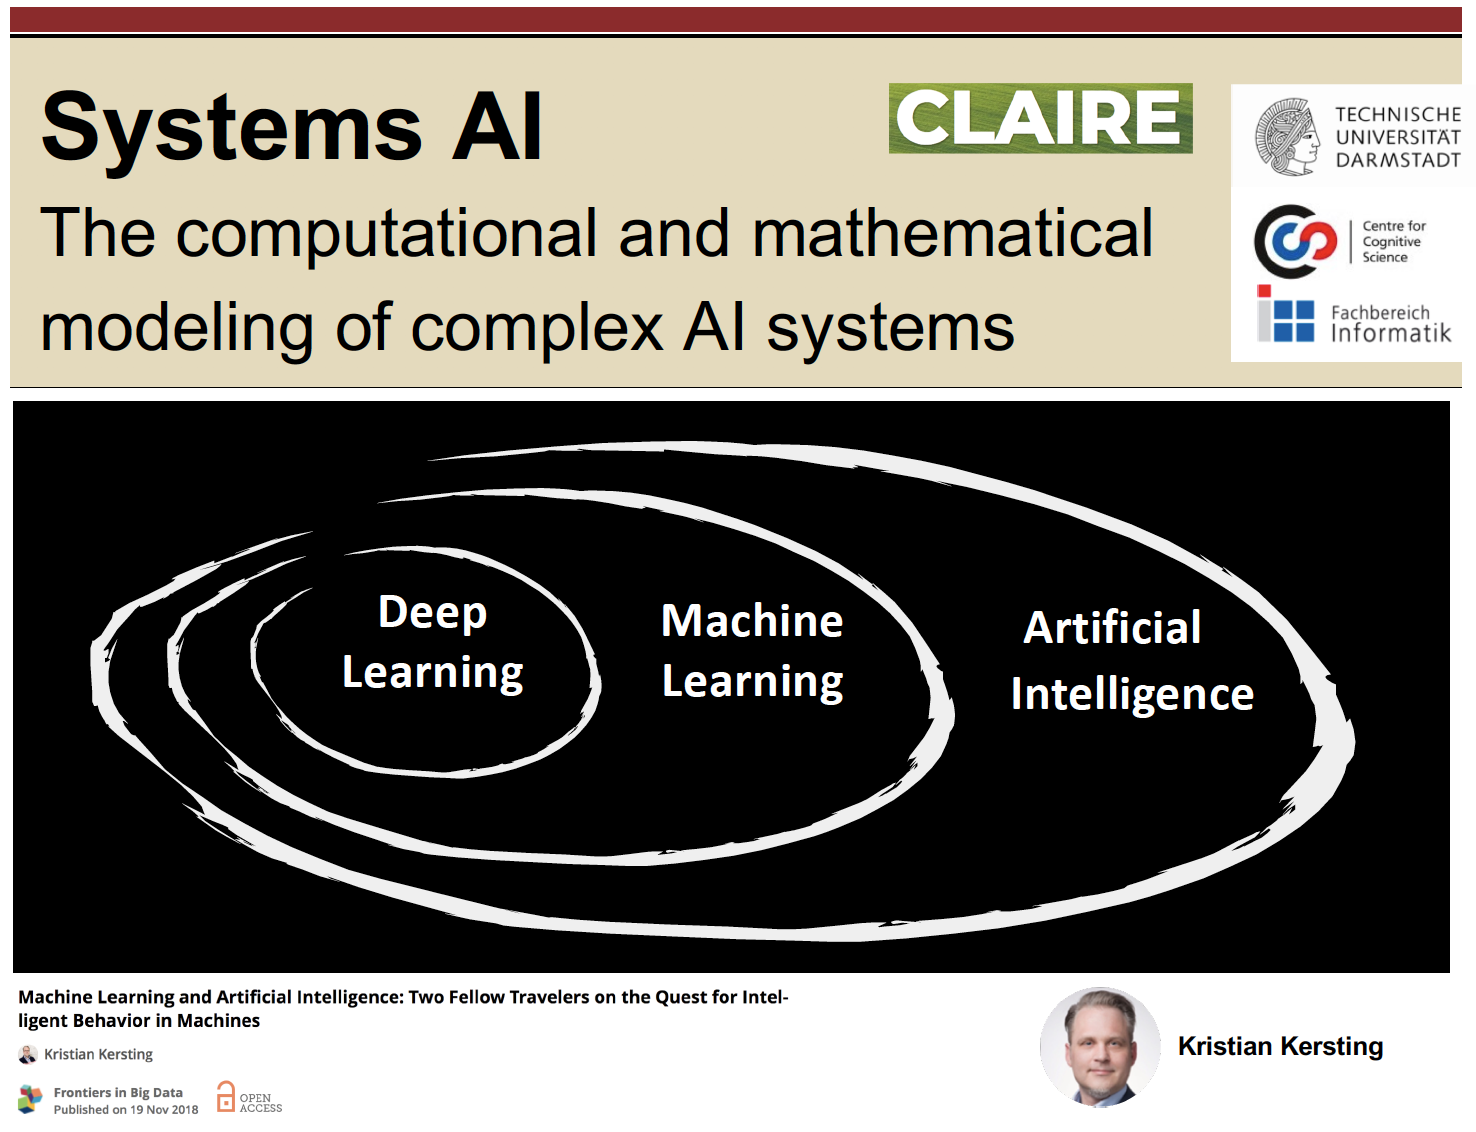 Systems AI
CLAIRE
TECHNISCHE
UNIVERSITÄT
DARMSTADT
The computational and mathematical
modeling of complex AI systems
Centre for
Cognitive
Science
Fachbereich
Informatik
Deep
Learning
Machine
Learning
Artificial
Intelligence
Machine Learning and Artificial Intelligence: Two Fellow Travelers on the Quest for Intel-
ligent Behavior in Machines
Kristian Kersting
Frontiers in Big Data
Published on 19 Nov 2018
OPEN
ACCESS
Kristian Kersting